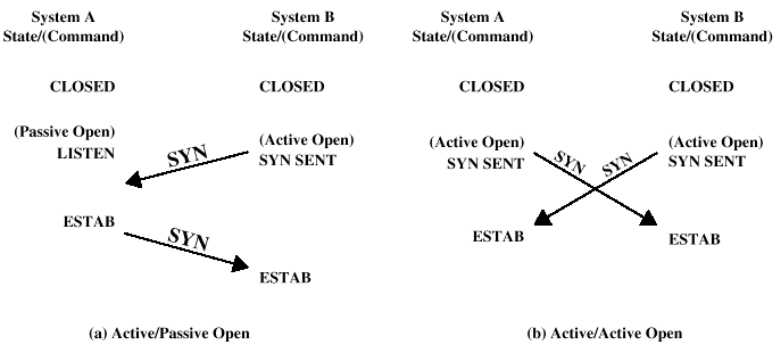 System A System B System A System B
State/(Command) State/(Command) State/(Command) State/(Command)
CLOSED CLOSED CLOSED CLOSED
(Passive Open) (Active Open) (Active Open) (Active Open)
LISTEN SYN SYN SENT SYN SENT SYN SYN SYN SENT
ESTAB SYN ESTAB ESTAB
ESTAB
(a) Active/Passive Open (b) Active/Active Open